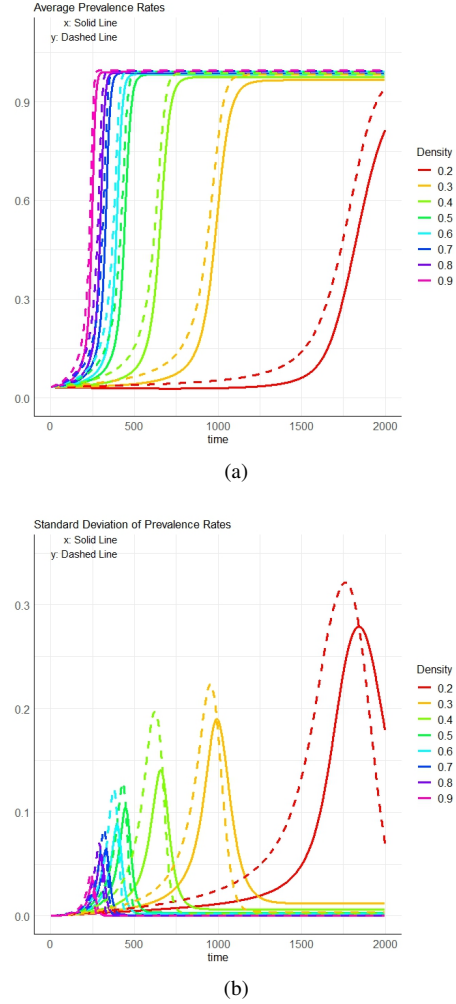 Average Prevalence Rates
x: Solid Line
y: Dashed Line
0.9
0.6
0.3
0.0
0
500
1000
1500
2000
time
Density
0.2
0.3
0.4
0.5
0.6
0.7
0.8
0.9
(a)
Standard Deviation of Prevalence Rates
x: Solid Line
y: Dashed Line
0.3
0.2
0.1
0.0
0
500
1000
1500
2000
time
Density
0.2
0.3
0.4
0.5
0.6
0.7
0.8
0.9
(b)